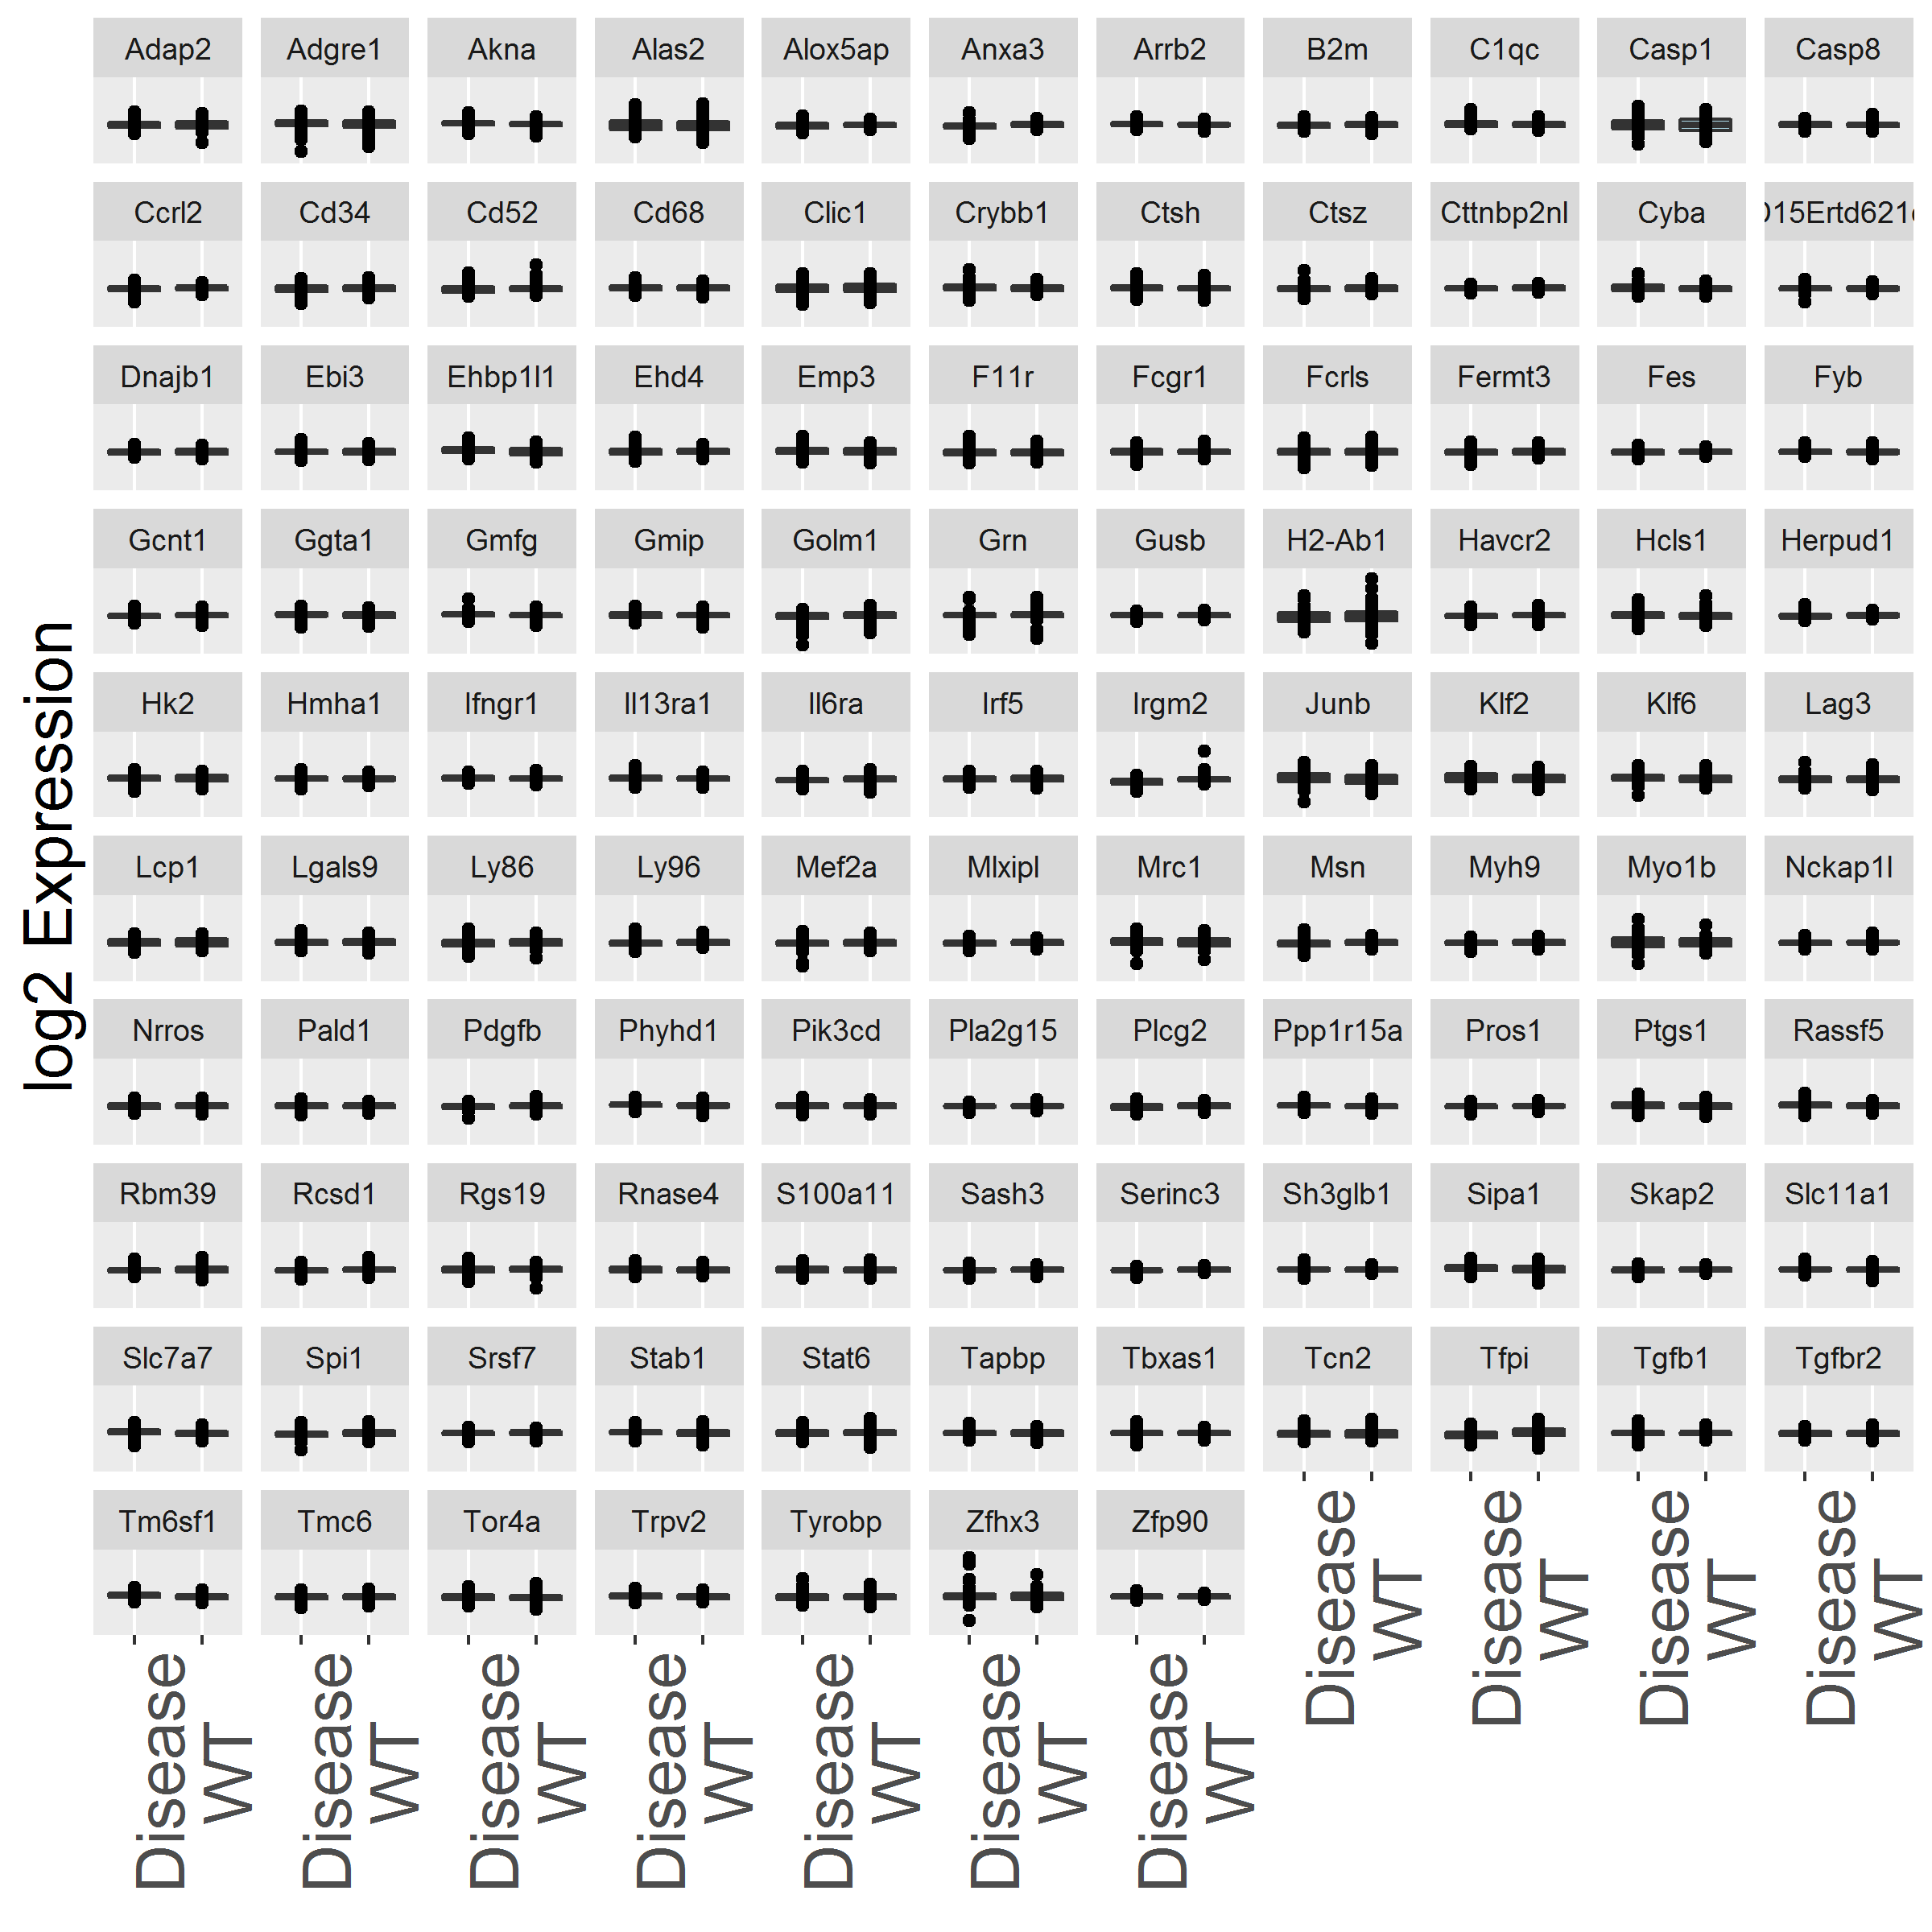 Adap2 Adgre1 Akna Alas2 Alox5ap Anxa3 Arrb2 B2m C1qc Casp1 Casp8
Ccrl2 Cd34 Cd52 Cd68 Clic1 Crybb1 Ctsh Ctsz Cttnbp2nl Cyba 015Ertd621
Dnajb1 Ebi3 Ehbp1l1 Ehd4 Emp3 F11r Fcgr1 Fcrls Fermt3 Fes Fyb
Gcnt1 Ggta1 Gmfg Gmip Golm1 Grn Gusb H2-Ab1 Havcr2 Hcls1 Herpud1
Hk2 Hmha1 Ifngr1 Il13ra1 Il6ra Irf5 Irgm2 Junb Klf2 Klf6 Lag3
Lcp1 Lgals9 Ly86 Ly96 Mef2a Mlxipl Mrc1 Msn Myh9 Myo1b Nckap1l
Nrros Pald1 Pdgfb Phyhd1 Pik3cd Pla2g15 Plcg2 Ppp1r15a Pros1 Ptgs1 Rassf5
Rbm39 Rcsd1 Rgs19 Rnase4 S100a11 Sash3 Serinc3 Sh3glb1 Sipa1 Skap2 Slc11a1
Slc7a7 Spi1 Srsf7 Stab1 Stat6 Tapbp Tbxas1 Tcn2 Tfpi Tgfb1 Tgfbr2
Tm6sf1 Tmc6 Tor4a Trpv2 Tyrobp Zfhx3 Zfp90
Disease WT Disease WT Disease WT Disease WT
Disease WT Disease WT Disease WT Disease WT Disease WT Disease WT Disease WT
log2 Expression